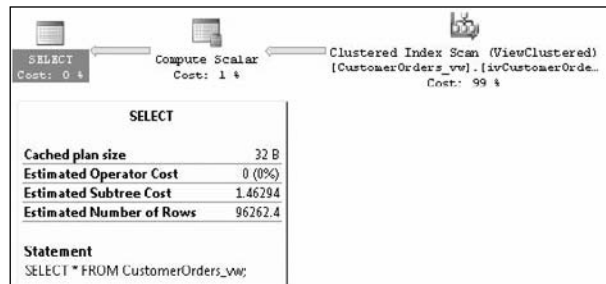 SELECT
Cost: 0 %
Compute Scalar
Cost: 1 %
Clustered Index Scan (ViewClustered)
[CustomerOrders_vw].[ivCustomerOrde…
Cost: 99 %
SELECT
Cached plan size 32 B
Estimated Operator Cost 0 (0%)
Estimated Subtree Cost 1.46294
Estimated Number of Rows 96262.4
Statement
SELECT * FROM CustomerOrders_vw;